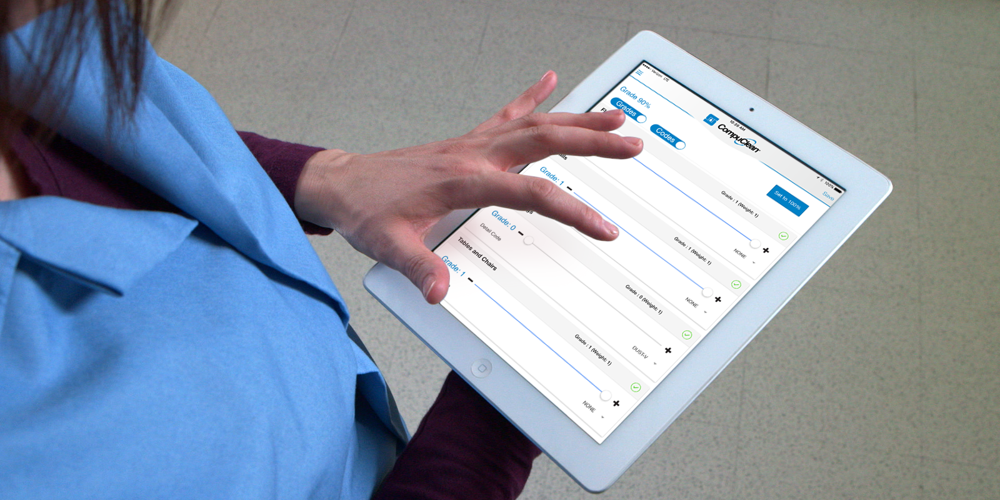 Verizon LTE
10:20 AM
100%
CompuClean
Save
Grade 90%
Grades
Codes
Set to 100%
Grade : 1 (Weight: 1)
NONE
Grade: 1
Grade : 1 (Weight: 1)
NONE
Grade: 0
Grade : 0 (Weight: 1)
Detail Code
DUST-V
Tables and Chairs
Grade : 1 (Weight: 1)
Grade: 1
NONE